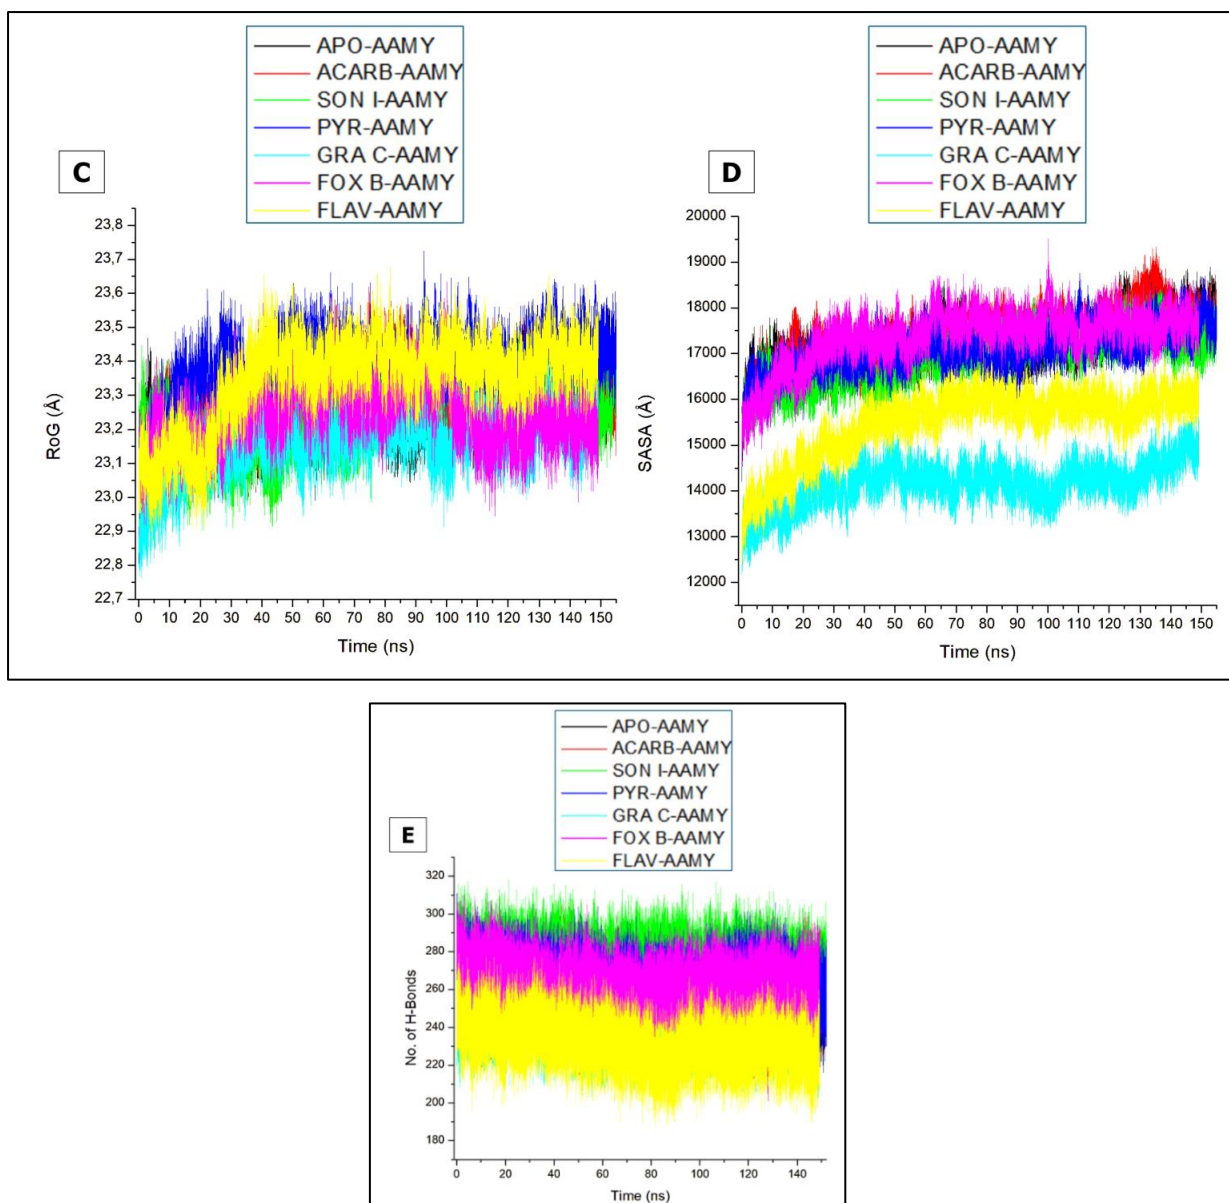 APO-AAMY
ACARB-AAMY
SON I-AAMY
PYR-AAMY
GRA C-AAMY
FOX B-AAMY
FLAV-AAMY
C
23,8
23,7
23,6
23,5
23,4
23,3
23,2
23,1
23,0
22,9
22,8
22,7
RoG (Å)
0 10 20 30 40 50 60 70 80 90 100 110 120 130 140 150
Time (ns)
APO-AAMY
ACARB-AAMY
SON I-AAMY
PYR-AAMY
GRA C-AAMY
FOX B-AAMY
FLAV-AAMY
D
20000
19000
18000
17000
16000
15000
14000
13000
12000
SASA (Å)
0 10 20 30 40 50 60 70 80 90 100 110 120 130 140 150
Time (ns)
APO-AAMY
ACARB-AAMY
SON I-AAMY
PYR-AAMY
GRA C-AAMY
FOX B-AAMY
FLAV-AAMY
E
320
300
280
260
240
220
200
180
No. of H-Bonds
0 20 40 60 80 100 120 140
Time (ns)